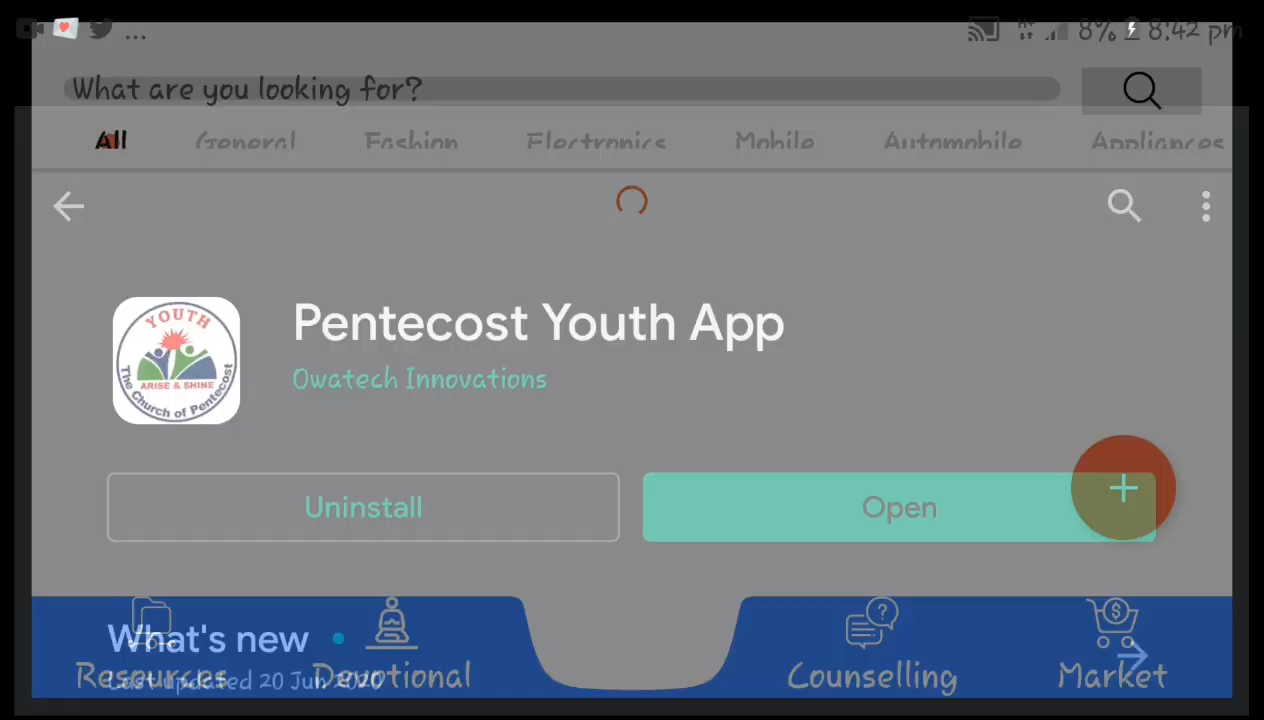 ... 8% 8:42 pm
What are you looking for?
All General Fashion Electronics Mobile Automobile Appliances
YOUTH
ARISE & SHINE
The Church of Pentecost
Pentecost Youth App
Owatech Innovations
Uninstall Open
What's new
Last updated 20 Jun 2020
Resources Devotional Counselling Market